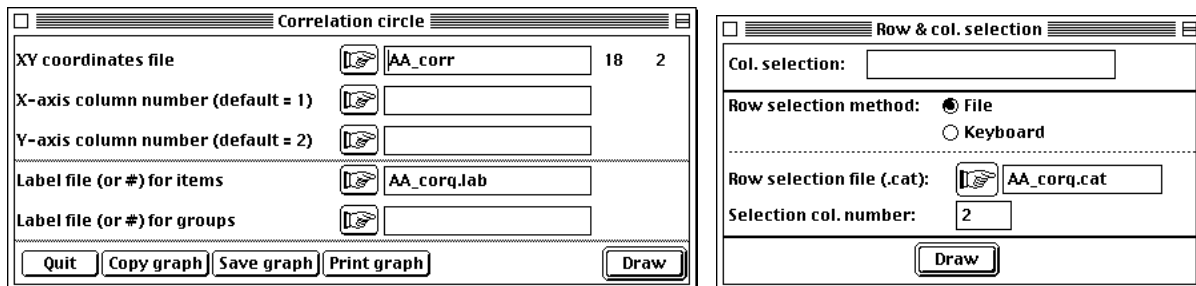 Correlation circle
XY coordinates file AA_corr 18 2
X-axis column number (default = 1)
Y-axis column number (default = 2)
Label file (or #) for items AA_corq.lab
Label file (or #) for groups
Quit Copy graph Save graph Print graph Draw
Row & col. selection
Col. selection:
Row selection method: File
Keyboard
Row selection file (.cat): AA_corq.cat
Selection col. number: 2
Draw